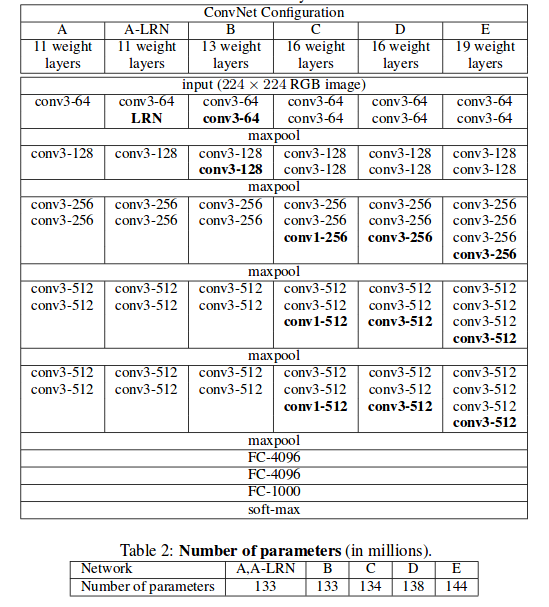 ConvNet Configuration
A A-LRN B C D E
11 weight layers 11 weight layers 13 weight layers 16 weight layers 16 weight layers 19 weight layers
input (224 × 224 RGB image)
conv3-64 conv3-64 conv3-64 conv3-64 conv3-64 conv3-64
LRN conv3-64 conv3-64 conv3-64 conv3-64
maxpool
conv3-128 conv3-128 conv3-128 conv3-128 conv3-128 conv3-128
conv3-128 conv3-128 conv3-128 conv3-128
maxpool
conv3-256 conv3-256 conv3-256 conv3-256 conv3-256 conv3-256
conv3-256 conv3-256 conv3-256 conv3-256 conv3-256 conv3-256
conv1-256 conv3-256 conv3-256
conv3-256
maxpool
conv3-512 conv3-512 conv3-512 conv3-512 conv3-512 conv3-512
conv3-512 conv3-512 conv3-512 conv3-512 conv3-512 conv3-512
conv1-512 conv3-512 conv3-512
conv3-512
maxpool
conv3-512 conv3-512 conv3-512 conv3-512 conv3-512 conv3-512
conv3-512 conv3-512 conv3-512 conv3-512 conv3-512 conv3-512
conv1-512 conv3-512 conv3-512
conv3-512
maxpool
FC-4096
FC-4096
FC-1000
soft-max
Table 2: Number of parameters (in millions).
Network A,A-LRN B C D E
Number of parameters 133 133 134 138 144